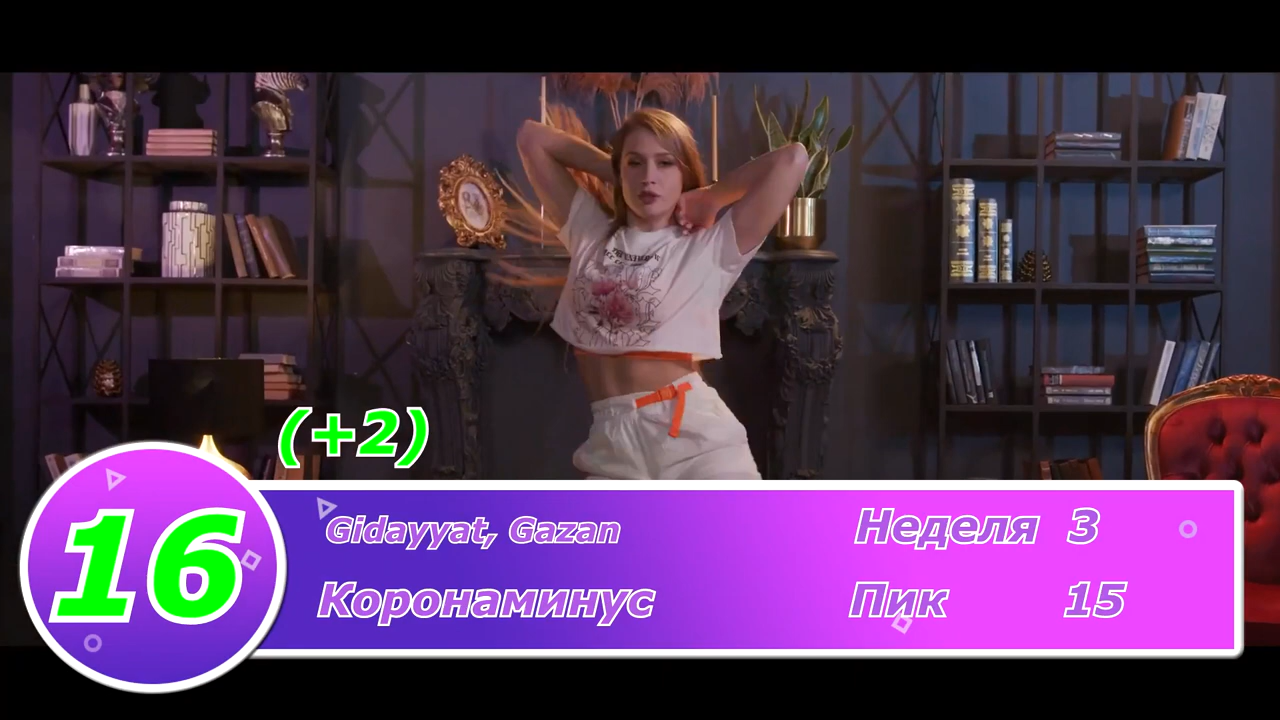 (+2)
16
Gidayyat, Gazan
Неделя 3
Коронаминус
Пик 15